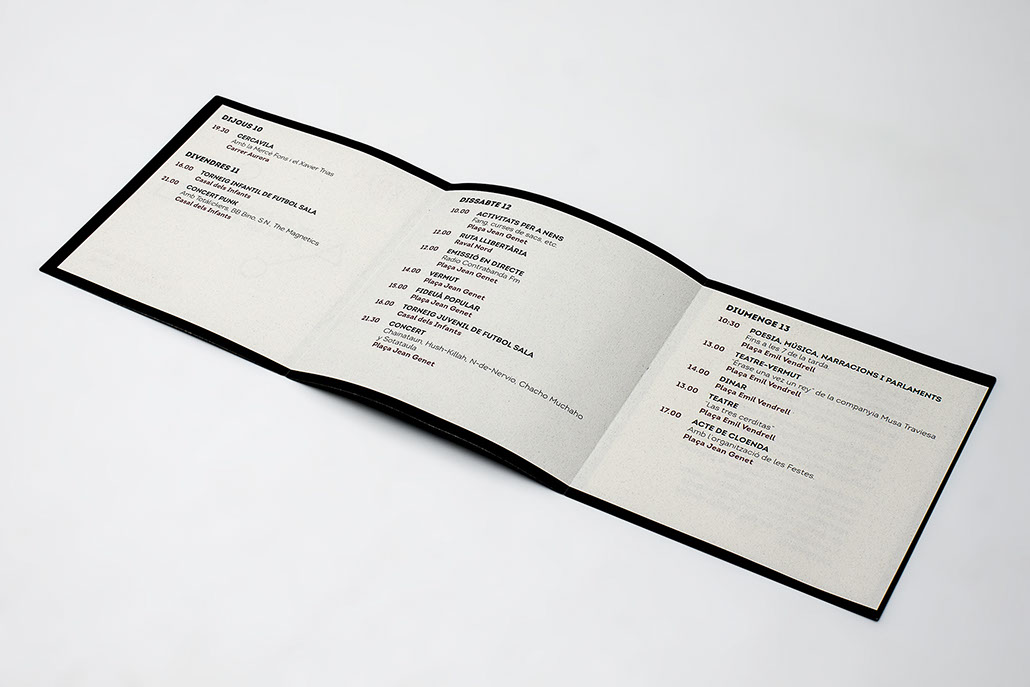 DIJOUS 10
19.30 CERCAVILA
Amb la Mercè Fons i el Xavier Trias
Carrer Aurora
DIVENDRES 11
16.00 TORNEIG INFANTIL DE FUTBOL SALA
Casal dels Infants
21.00 CONCERT PUNK
Amb Totälickers, BB Bino, S.N, The Magnetics
Casal dels Infants
DISSABTE 12
10.00 ACTIVITATS PER A NENS
Fang, curses de sacs, etc.
Plaça Jean Genet
12.00 RUTA LLIBERTÀRIA
Raval Nord
12.00 EMISSIÓ EN DIRECTE
Radio Contrabanda Fm
Plaça Jean Genet
14.00 VERMUT
Plaça Jean Genet
15.00 FIDEUÀ POPULAR
Plaça Jean Genet
16.00 TORNEIG JUVENIL DE FUTBOL SALA
Casal dels Infants
21.30 CONCERT
Chainataun, Hush-Killah, N-de-Nervio, Chacho Muchaho
y Sotataula
Plaça Jean Genet
DIUMENGE 13
10:30 POESIA, MÚSICA, NARRACIONS I PARLAMENTS
Fins a les 7 de la tarda.
Plaça Emil Vendrell
13.00 TEATRE-VERMUT
"Érase una vez un rey" de la companyia Musa Traviesa
Plaça Emil Vendrell
14.00 DINAR
Plaça Emil Vendrell
13.00 TEATRE
"Las tres cerditas"
Plaça Emil Vendrell
17.00 ACTE DE CLOENDA
Amb l'organització de les Festes.
Plaça Jean Genet